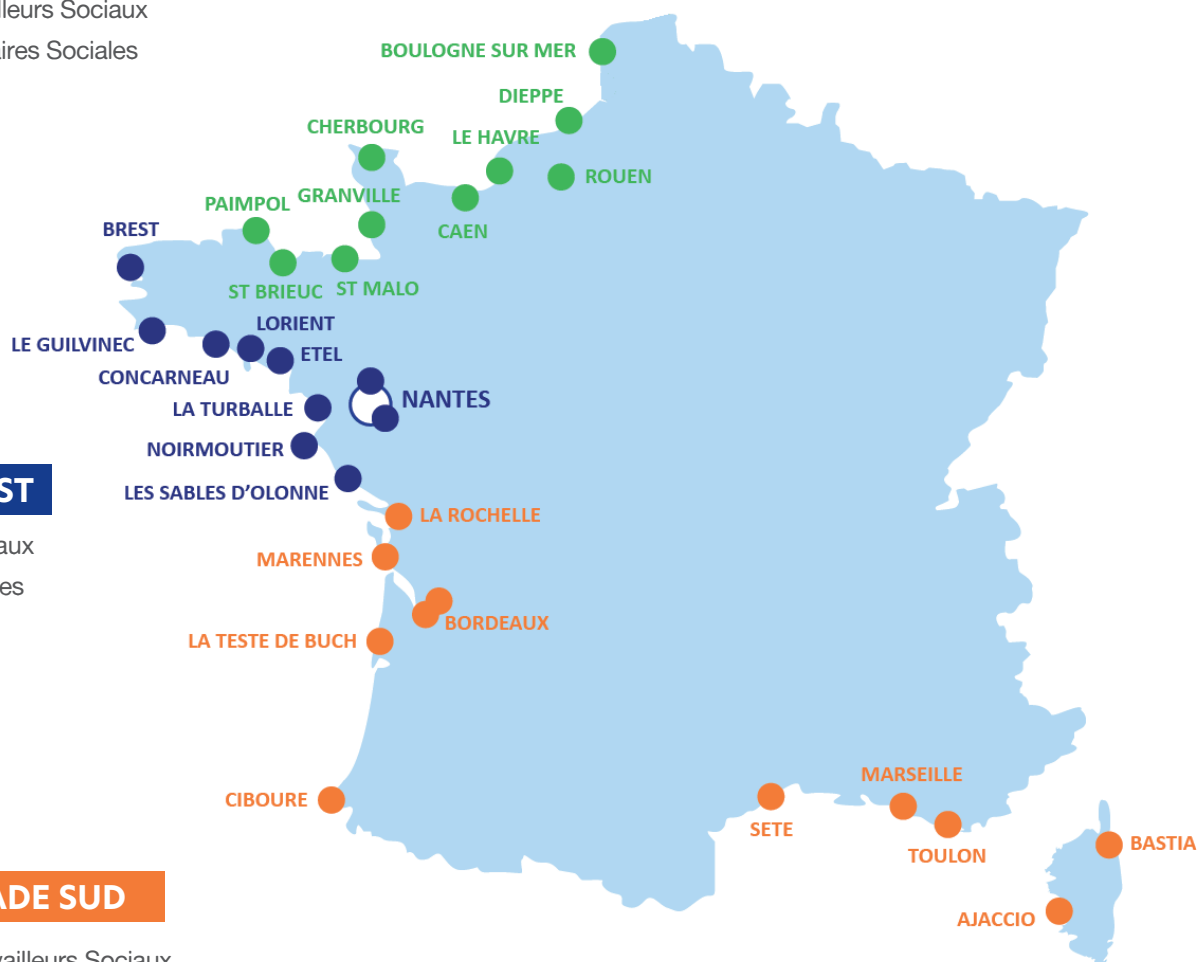 Sociaux
Sociales
BOULOGNE SUR MER
DIEPPE
CHERBOURG
LE HAVRE
ROUEN
GRANVILLE
PAIMPOL
CAEN
BREST
ST MALO
ST BRIEUC
LORIENT
LE GUILVINEC
ETEL
CONCARNEAU
NANTES
LA TURBALLE
NOIRMOUTIER
ST
LES SABLES D’OLONNE
LA ROCHELLE
aux
MARENNES
es
BORDEAUX
LA TESTE DE BUCH
MARSEILLE
CIBOURE
SETE
BASTIA
TOULON
ADE SUD
AJACCIO
vailleurs Sociaux